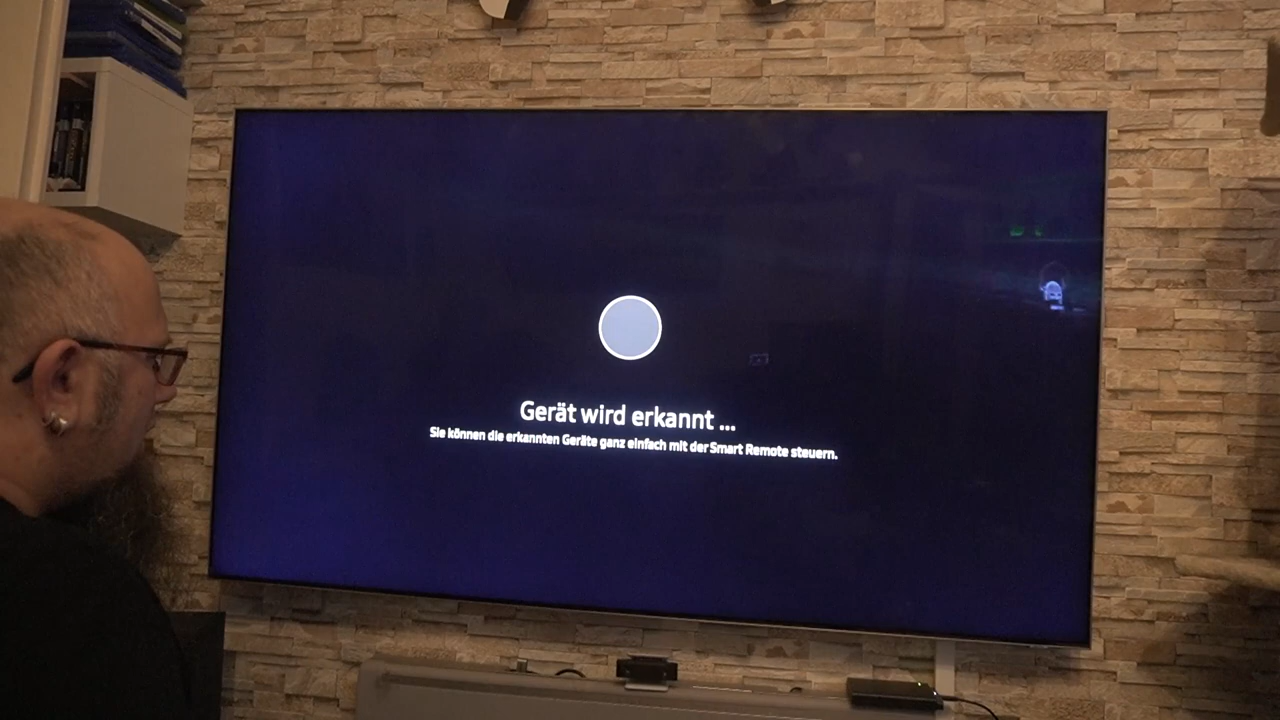 Gerät wird erkannt ...
Sie können die erkannten Geräte ganz einfach mit der Smart Remote steuern.